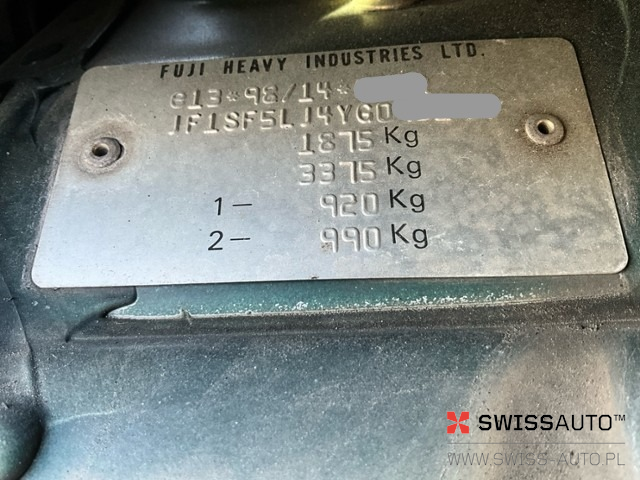 FUJI HEAVY INDUSTRIES LTD.
e13*98/14*
JF1SF5LJ4YG0
1875 Kg
3375 Kg
1- 920 Kg
2- 990 Kg
SWISSAUTO™
WWW.SWISS-AUTO.PL